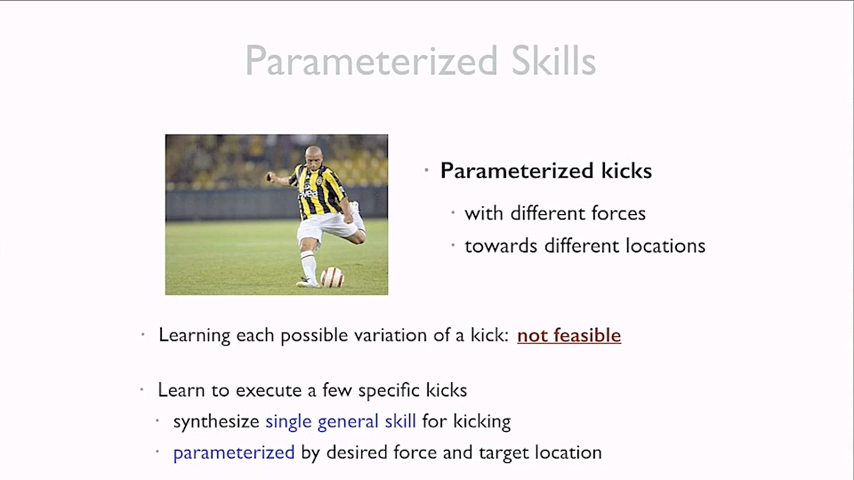 Parameterized Skills
Parameterized kicks
with different forces
towards different locations
Learning each possible variation of a kick: not feasible
Learn to execute a few specific kicks
synthesize single general skill for kicking
parameterized by desired force and target location